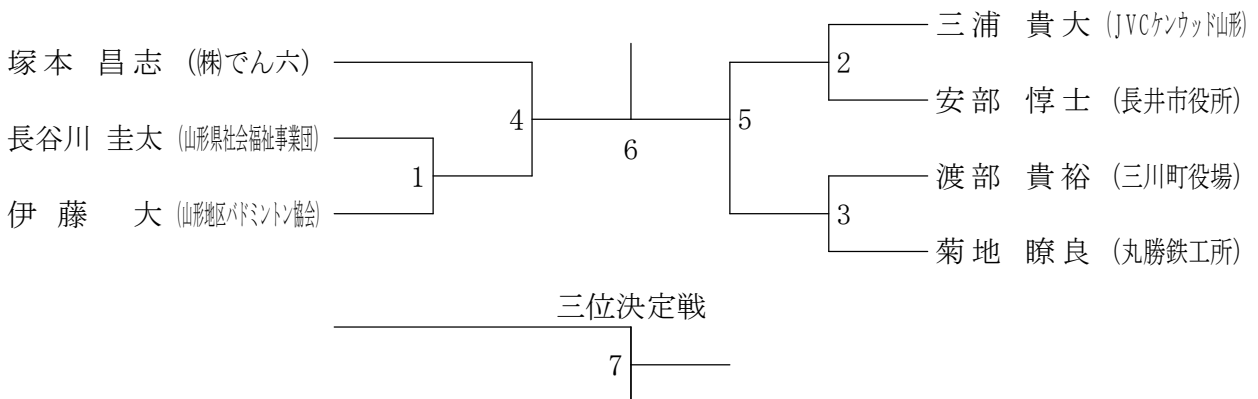 塚本 昌志 (㈱でん六)
長谷川 圭太 (山形県社会福祉事業団)
伊藤 大 (山形地区バドミントン協会)
1
4
6
5
2
3
三浦 貴大 (JVCケンウッド山形)
安部 惇士 (長井市役所)
渡部 貴裕 (三川町役場)
菊地 瞭良 (丸勝鉄工所)
三位決定戦
7